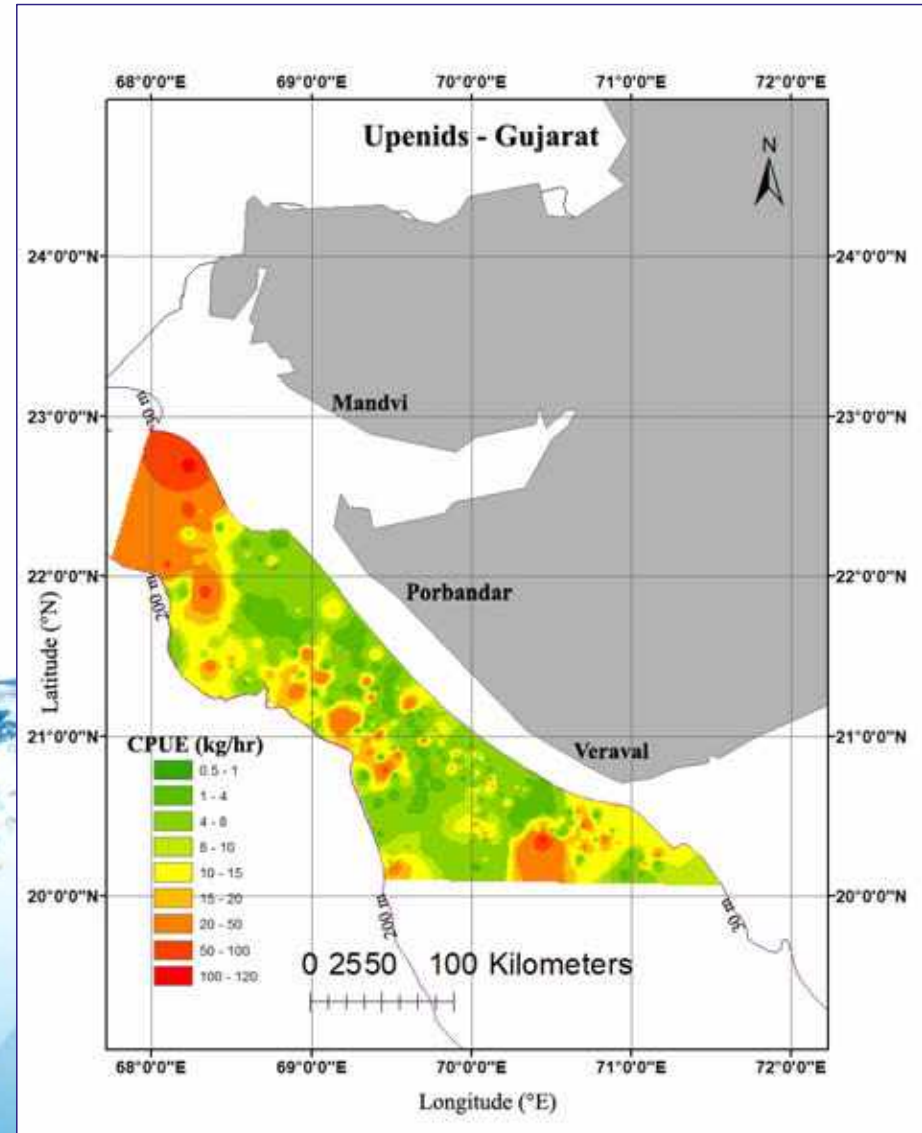 68°0'0"E 69°0'0"E 70°0'0"E 71°0'0"E 72°0'0"E
Upenids - Gujarat
N
24°0'0"N 24°0'0"N
23°0'0"N 23°0'0"N
Mandvi
30 m
22°0'0"N 22°0'0"N
200 m
Porbandar
Latitude (°N)
21°0'0"N 21°0'0"N
Veraval
CPUE (kg/hr)
0.5 - 1
1 - 4
4 - 8
8 - 10
10 - 15
15 - 20
20 - 50
50 - 100
100 - 120
20°0'0"N 20°0'0"N
200 m
30 m
0 25 50 100 Kilometers
68°0'0"E 69°0'0"E 70°0'0"E 71°0'0"E 72°0'0"E
Longitude (°E)